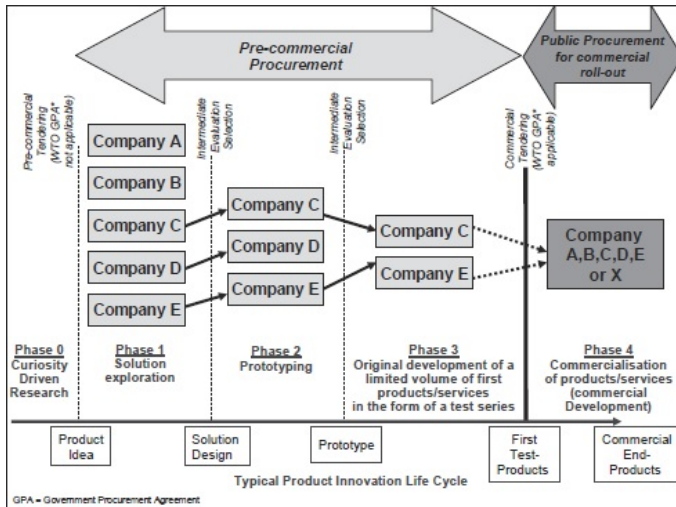 Pre-commercial
Procurement
Public Procurement
for commercial
roll-out
Pre-commercial
Tendering
(WTO GPA*
not applicable)
Intermediate
Evaluation
Selection
Intermediate
Evaluation
Selection
Commercial
Tendering
(WTO GPA*
applicable)
Company A
Company B
Company C
Company D
Company E
Company C
Company D
Company E
Company C
Company E
Company
A,B,C,D,E
or X
Phase 0
Curiosity
Driven
Research
Phase 1
Solution
exploration
Phase 2
Prototyping
Phase 3
Original development of a
limited volume of first
products/services
in the form of a test series
Phase 4
Commercialisation
of products/services
(commercial
Development)
Product
Idea
Solution
Design
Prototype
First
Test-
Products
Commercial
End-
Products
Typical Product Innovation Life Cycle
GPA = Government Procurement Agreement